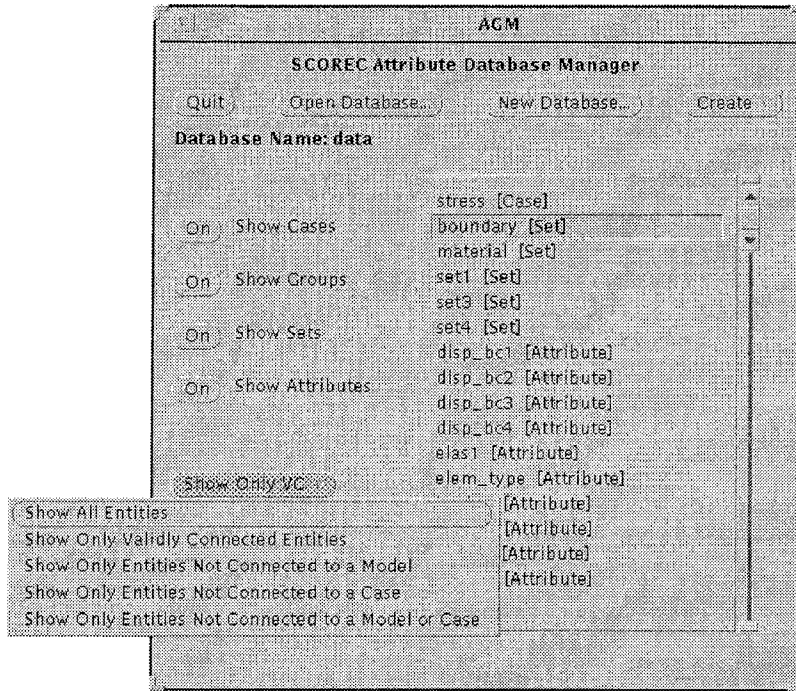 AGM
SCOREC Attribute Database Manager
Quit Open Database... New Database... Create
Database Name: data
On Show Cases
On Show Groups
On Show Sets
On Show Attributes
stress [Case]
boundary [Set]
material [Set]
set1 [Set]
set3 [Set]
set4 [Set]
disp_bc1 [Attribute]
disp_bc2 [Attribute]
disp_bc3 [Attribute]
disp_bc4 [Attribute]
elas1 [Attribute]
elem_type [Attribute]
[Attribute]
[Attribute]
[Attribute]
[Attribute]
Show Only VC
Show All Entities
Show Only Validly Connected Entities
Show Only Entities Not Connected to a Model
Show Only Entities Not Connected to a Case
Show Only Entities Not Connected to a Model or Case